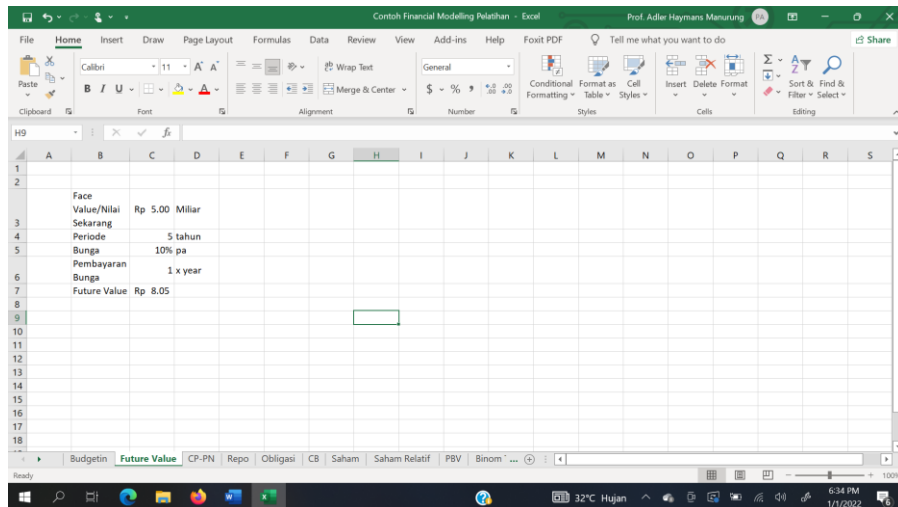 Contoh Financial Modelling Pelatihan - Excel
Prof. Adler Haymans Manurung PA
File Home Insert Draw Page Layout Formulas Data Review View Add-ins Help Foxit PDF Tell me what you want to do Share
Calibri 11 A A Wrap Text General
Paste B I U A Merge & Center $ % Conditional Formatting Format as Table Cell Styles Insert Delete Format Sort & Filter Find & Select
Clipboard Font Alignment Number Styles Cells Editing
H9 fx
A B C D E F G H I J K L M N O P Q R S
1
2
Face
Value/Nilai Rp 5.00 Miliar
3 Sekarang
4 Periode 5 tahun
5 Bunga 10% pa
Pembayaran 1 x year
6 Bunga
7 Future Value Rp 8.05
8
9
10
11
12
13
14
15
16
17
18
Budgetin Future Value CP-PN Repo Obligasi CB Saham Saham Relatif PBV Binom ...
Ready 100%
32°C Hujan 6:34 PM
1/1/2022